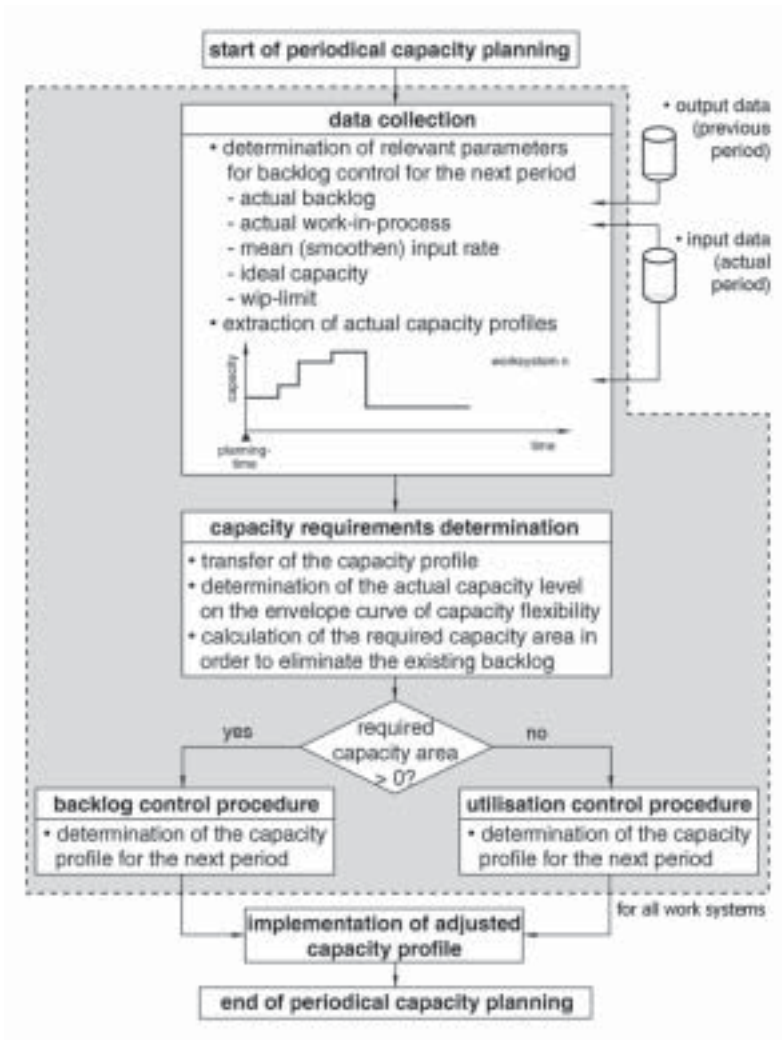 start of periodical capacity planning
data collection
• determination of relevant parameters
for backlog control for the next period
- actual backlog
- actual work-in-process
- mean (smoothen) input rate
- ideal capacity
- wip-limit
• extraction of actual capacity profiles
capacity
worksystem n
planning-
time
time
• output data
(previous
period)
• input data
(actual
period)
capacity requirements determination
• transfer of the capacity profile
• determination of the actual capacity level
on the envelope curve of capacity flexibility
• calculation of the required capacity area in
order to eliminate the existing backlog
required
capacity area
> 0?
yes
no
backlog control procedure
• determination of the capacity
profile for the next period
utilisation control procedure
• determination of the capacity
profile for the next period
for all work systems
implementation of adjusted
capacity profile
end of periodical capacity planning